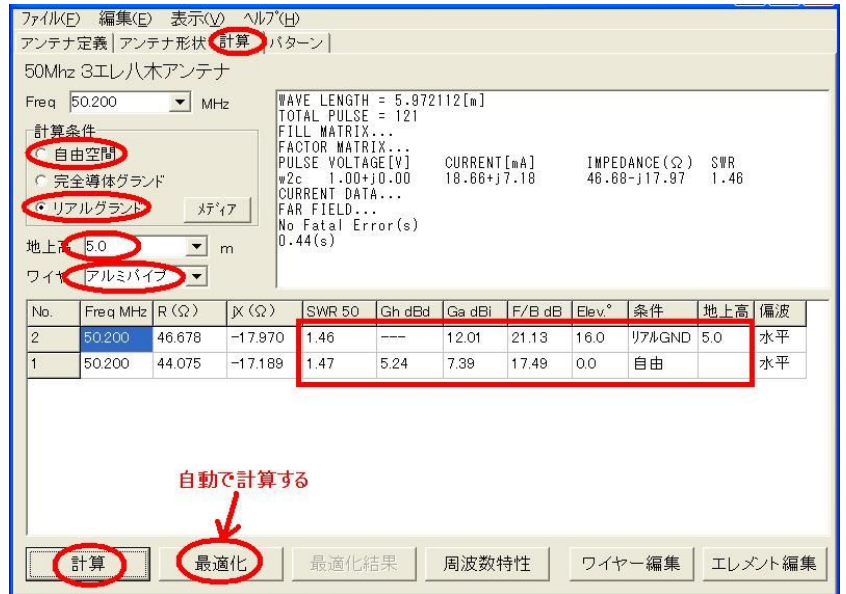 ファイル(F) 編集(E) 表示(V) ヘルプ(H)
アンテナ定義 アンテナ形状 計算 パターン
50Mhz 3エレ八木アンテナ
Freq 50.200 MHz
計算条件
自由空間
完全導体グランド
リアルグランド メディア
地上高 5.0 m
ワイヤ アルミパイプ
WAVE LENGTH = 5.972112[m]
TOTAL PULSE = 121
FILL MATRIX...
FACTOR MATRIX...
PULSE VOLTAGE[V] CURRENT[mA] IMPEDANCE(Ω) SWR
w2c 1.00+j0.00 18.66+j7.18 46.68-j17.97 1.46
CURRENT DATA...
FAR FIELD...
No Fatal Error(s)
0.44(s)
No. Freq MHz R(Ω) jX(Ω) SWR 50 Gh dBd Ga dBi F/B dB Elev.° 条件 地上高 偏波
2 50.200 46.678 -17.970 1.46 --- 12.01 21.13 16.0 リアルGND 5.0 水平
1 50.200 44.075 -17.189 1.47 5.24 7.39 17.49 0.0 自由 水平
自動で計算する
計算 最適化 最適化結果 周波数特性 ワイヤー編集 エレメント編集